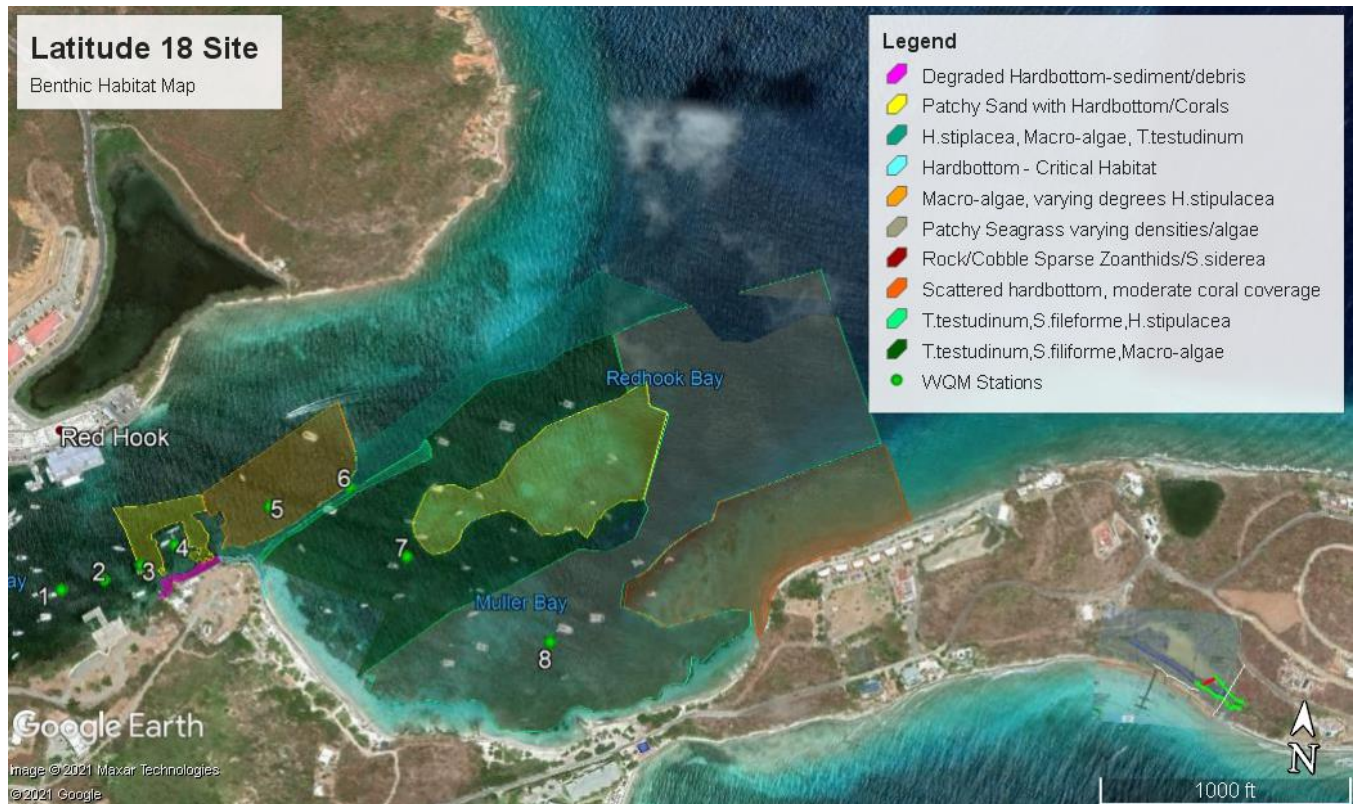 Latitude 18 Site
Benthic Habitat Map
Legend
Degraded Hardbottom-sediment/debris
Patchy Sand with Hardbottom/Corals
H.stiplacea, Macro-algae, T.testudinum
Hardbottom - Critical Habitat
Macro-algae, varying degrees H.stipulacea
Patchy Seagrass varying densities/algae
Rock/Cobble Sparse Zoanthids/S.siderea
Scattered hardbottom, moderate coral coverage
T.testudinum,S.fileforme,H.stipulacea
T.testudinum,S.filiforme,Macro-algae
WQM Stations
Redhook Bay
Red Hook
6
5
4
7
3
2
ay
1
Muller Bay
8
Google Earth
N
Image © 2021 Maxar Technologies
© 2021 Google
1000 ft